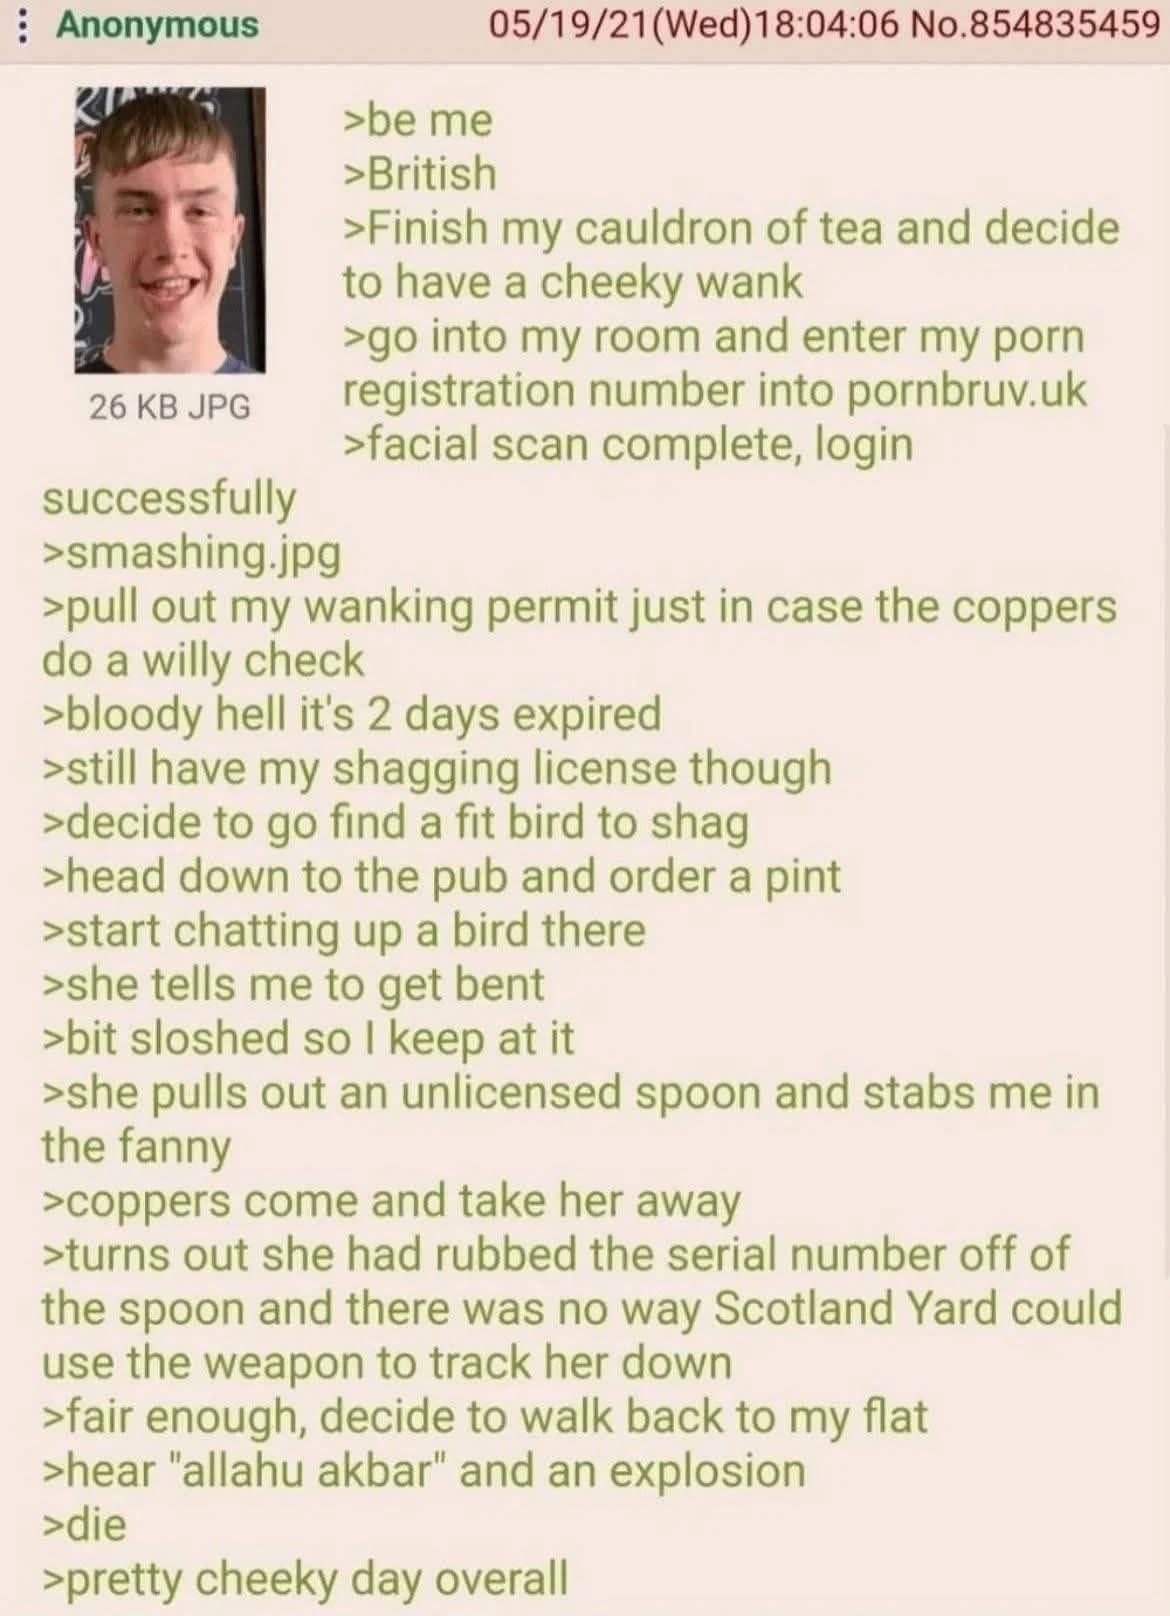 Anonymous 05/19/21(Wed)18:04:06 No.854835459
>be me
>British
>Finish my cauldron of tea and decide
to have a cheeky wank
>go into my room and enter my porn
registration number into pornbruv.uk
>facial scan complete, login
26 KB JPG
successfully
>smashing.jpg
>pull out my wanking permit just in case the coppers
do a willy check
>bloody hell it's 2 days expired
>still have my shagging license though
>decide to go find a fit bird to shag
>head down to the pub and order a pint
>start chatting up a bird there
>she tells me to get bent
>bit sloshed so I keep at it
>she pulls out an unlicensed spoon and stabs me in
the fanny
>coppers come and take her away
>turns out she had rubbed the serial number off of
the spoon and there was no way Scotland Yard could
use the weapon to track her down
>fair enough, decide to walk back to my flat
>hear "allahu akbar" and an explosion
>die
>pretty cheeky day overall